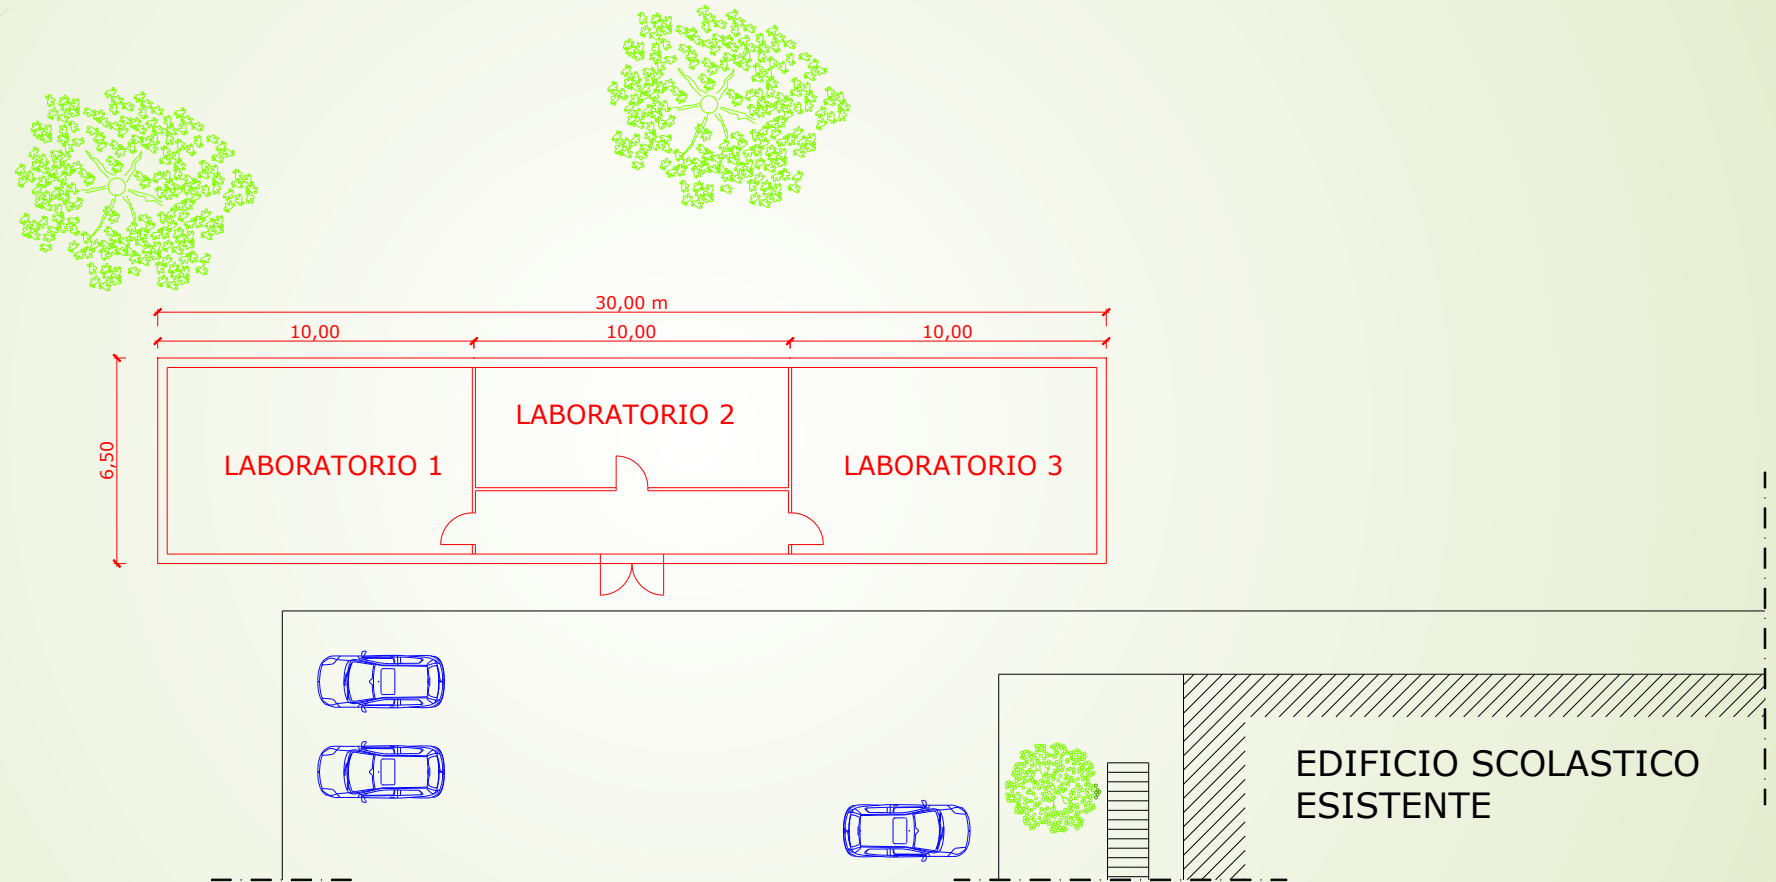 30,00 m
10,00
10,00
10,00
6,50
LABORATORIO 1
LABORATORIO 2
LABORATORIO 3
EDIFICIO SCOLASTICO
ESISTENTE